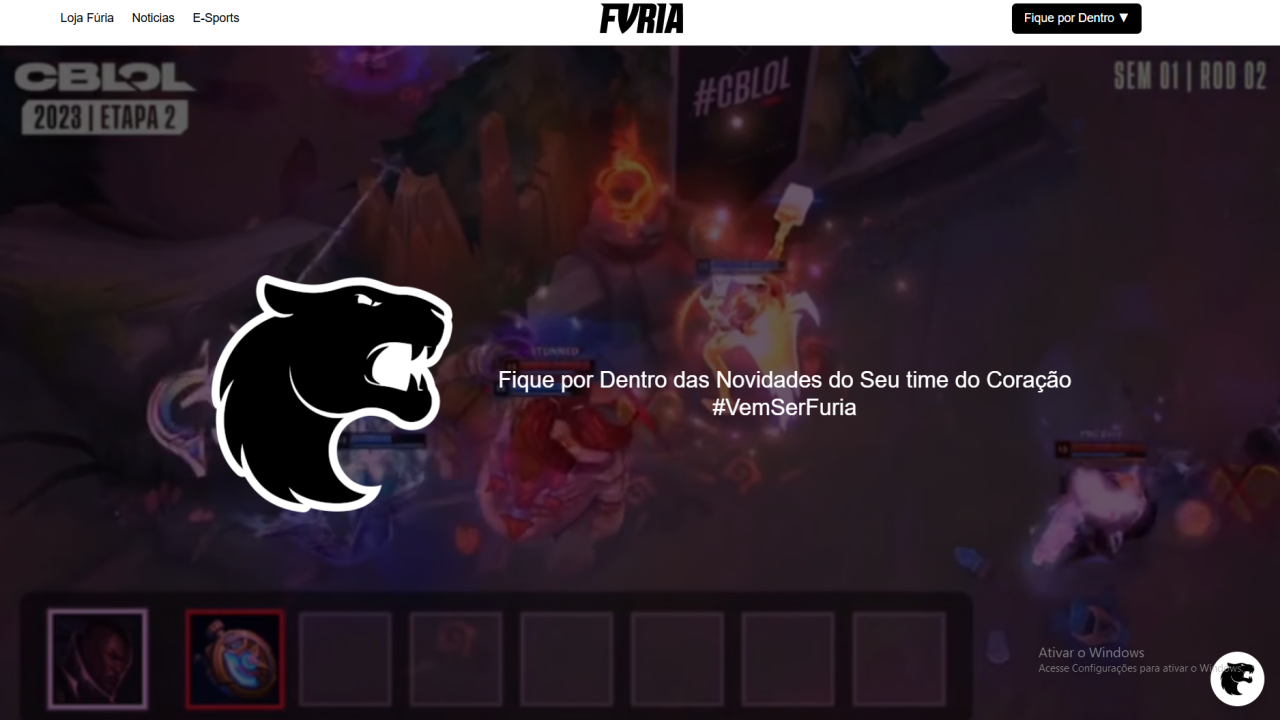 Loja Fúria Noticias E-Sports
FURIA
Fique por Dentro ▼
CBLOL
2023 | ETAPA 2
#CBLOL
SEM 01 | ROD 02
STUNNED
Fique por Dentro das Novidades do Seu time do Coração
#VemSerFuria
Ativar o Windows
Acesse Configurações para ativar o Windows.